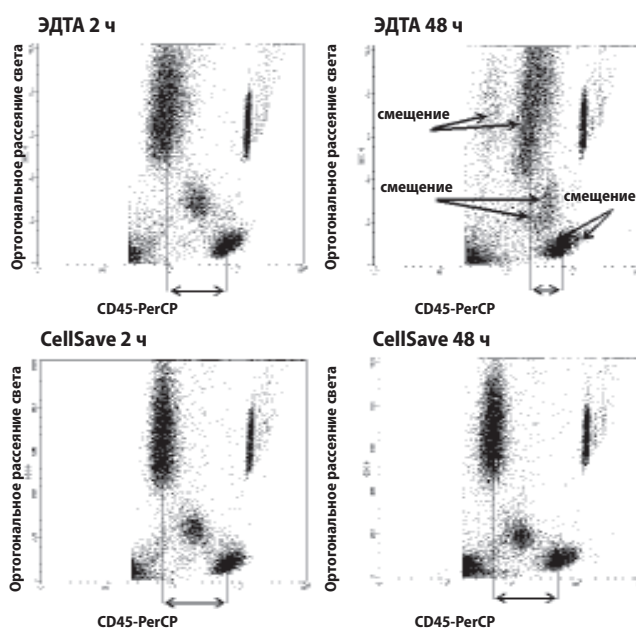 ЭДТА 2 ч
ЭДТА 48 ч
Ортогональное рассеяние света
Ортогональное рассеяние света
смещение
смещение
смещение
CD45-PerCP
CD45-PerCP
CellSave 2 ч
CellSave 48 ч
Ортогональное рассеяние света
Ортогональное рассеяние света
CD45-PerCP
CD45-PerCP